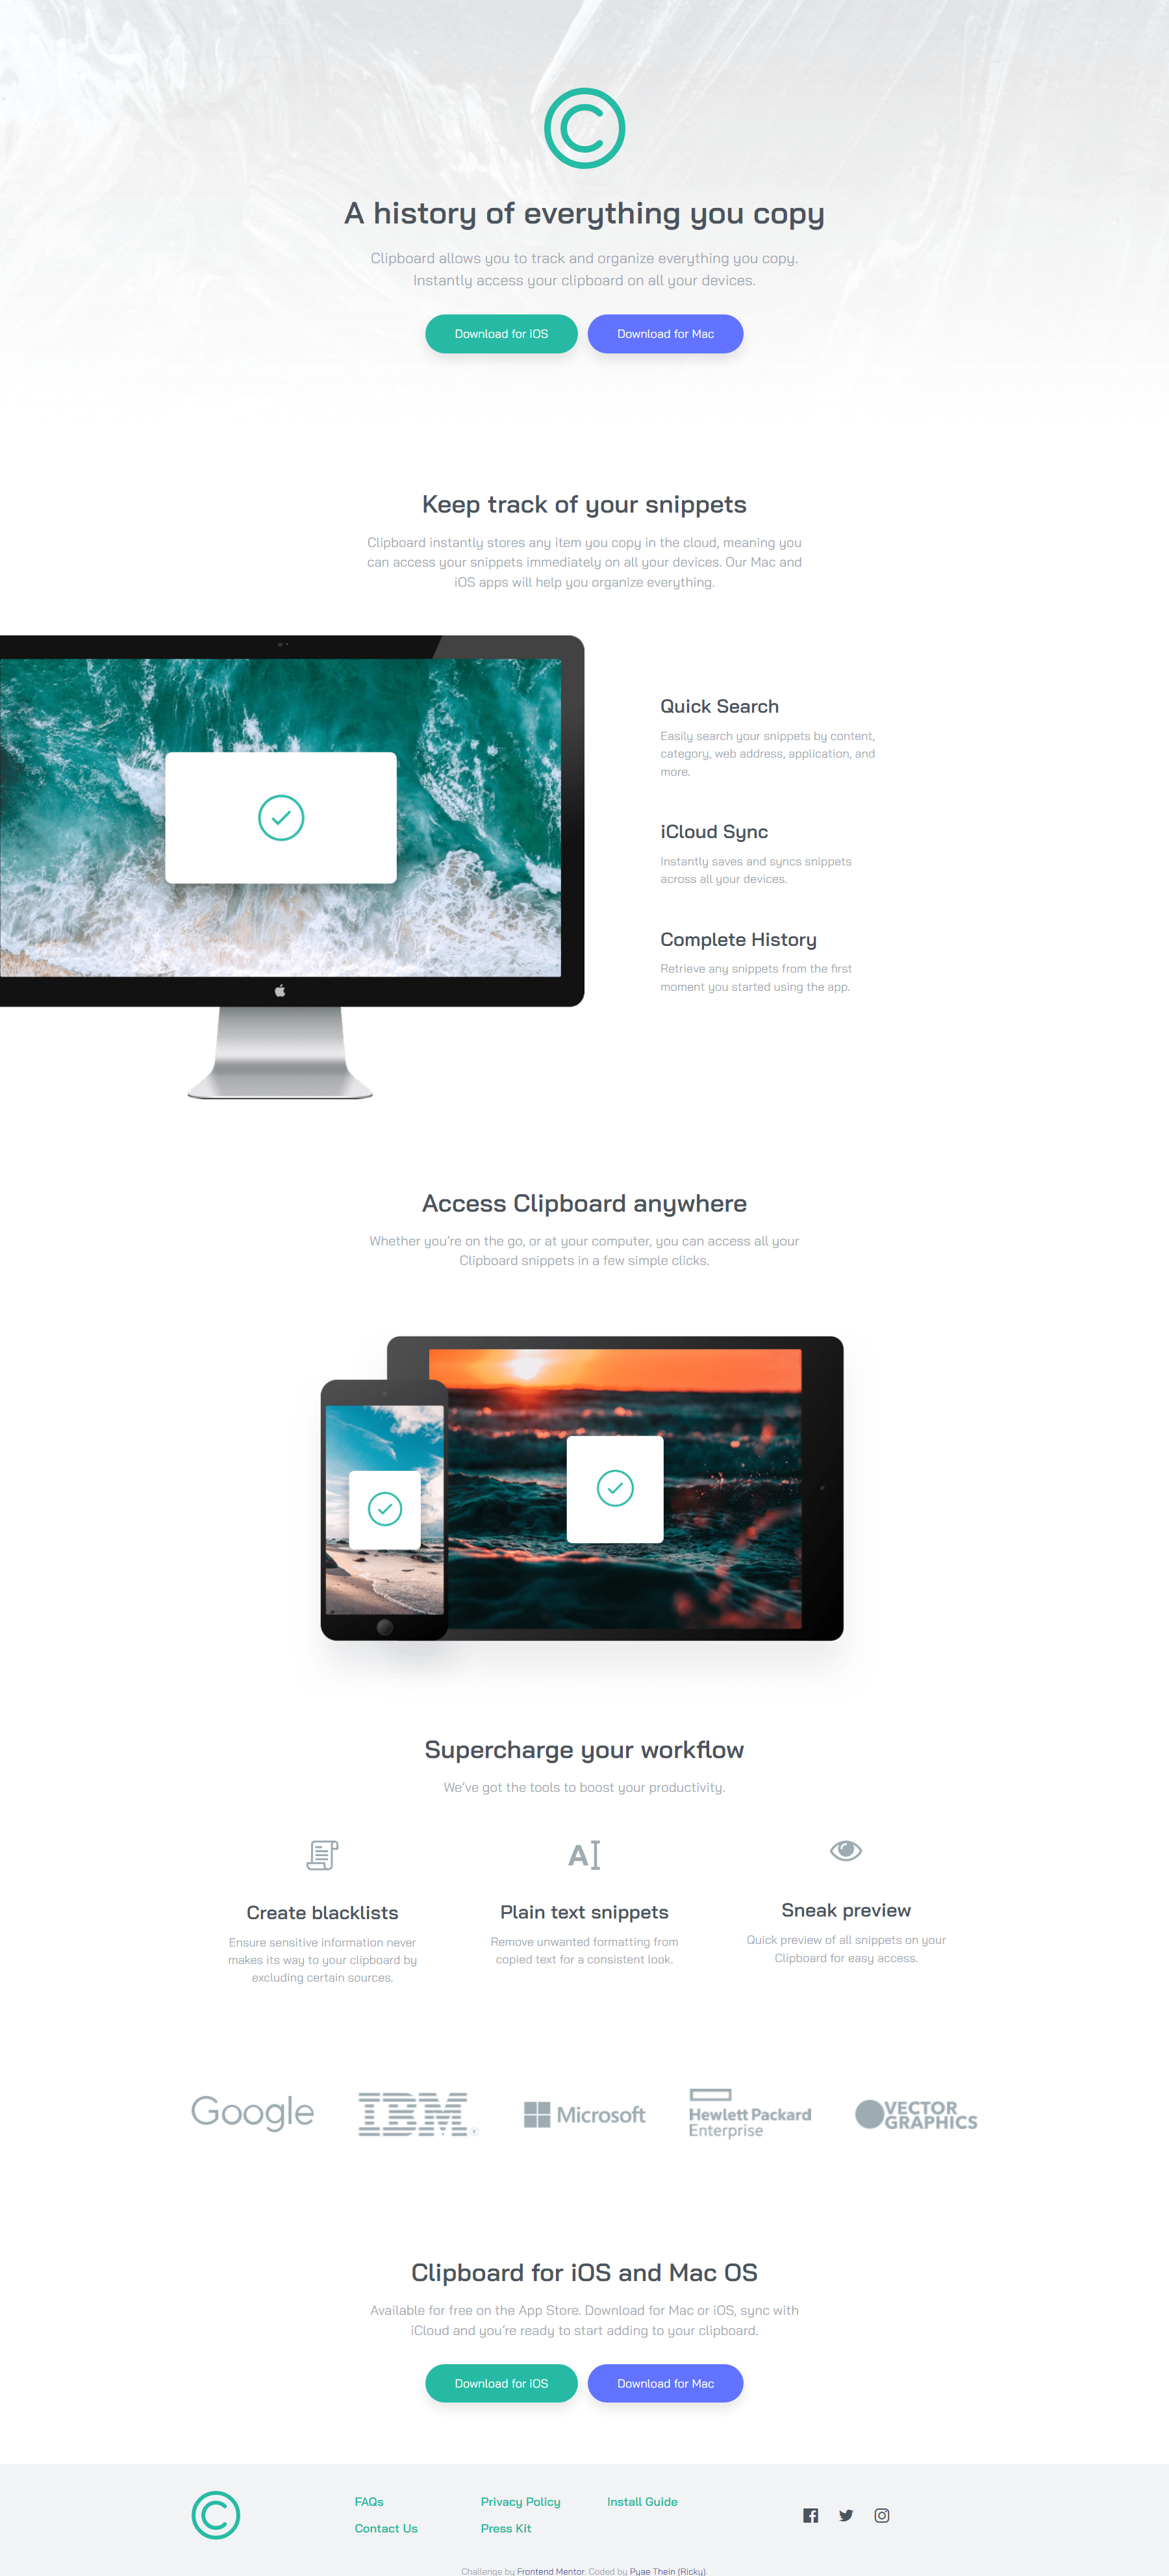 A history of everything you copy
Clipboard allows you to track and organize everything you copy.
Instantly access your clipboard on all your devices.
Download for iOS
Download for Mac
Keep track of your snippets
Clipboard instantly stores any item you copy in the cloud, meaning you
can access your snippets immediately on all your devices. Our Mac and
iOS apps will help you organize everything.
Quick Search
Easily search your snippets by content,
category, web address, application, and
more.
iCloud Sync
Instantly saves and syncs snippets
across all your devices.
Complete History
Retrieve any snippets from the first
moment you started using the app.
Access Clipboard anywhere
Whether you’re on the go, or at your computer, you can access all your
Clipboard snippets in a few simple clicks.
Supercharge your workflow
We’ve got the tools to boost your productivity.
Create blacklists
Ensure sensitive information never
makes its way to your clipboard by
excluding certain sources.
Plain text snippets
Remove unwanted formatting from
copied text for a consistent look.
Sneak preview
Quick preview of all snippets on your
Clipboard for easy access.
Google
IBM
Microsoft
Hewlett Packard
Enterprise
VECTOR
GRAPHICS
Clipboard for iOS and Mac OS
Available for free on the App Store. Download for Mac or iOS, sync with
iCloud and you’re ready to start adding to your clipboard.
Download for iOS
Download for Mac
FAQs
Contact Us
Privacy Policy
Press Kit
Install Guide
Challenge by Frontend Mentor. Coded by Pyae Thein (Ricky).